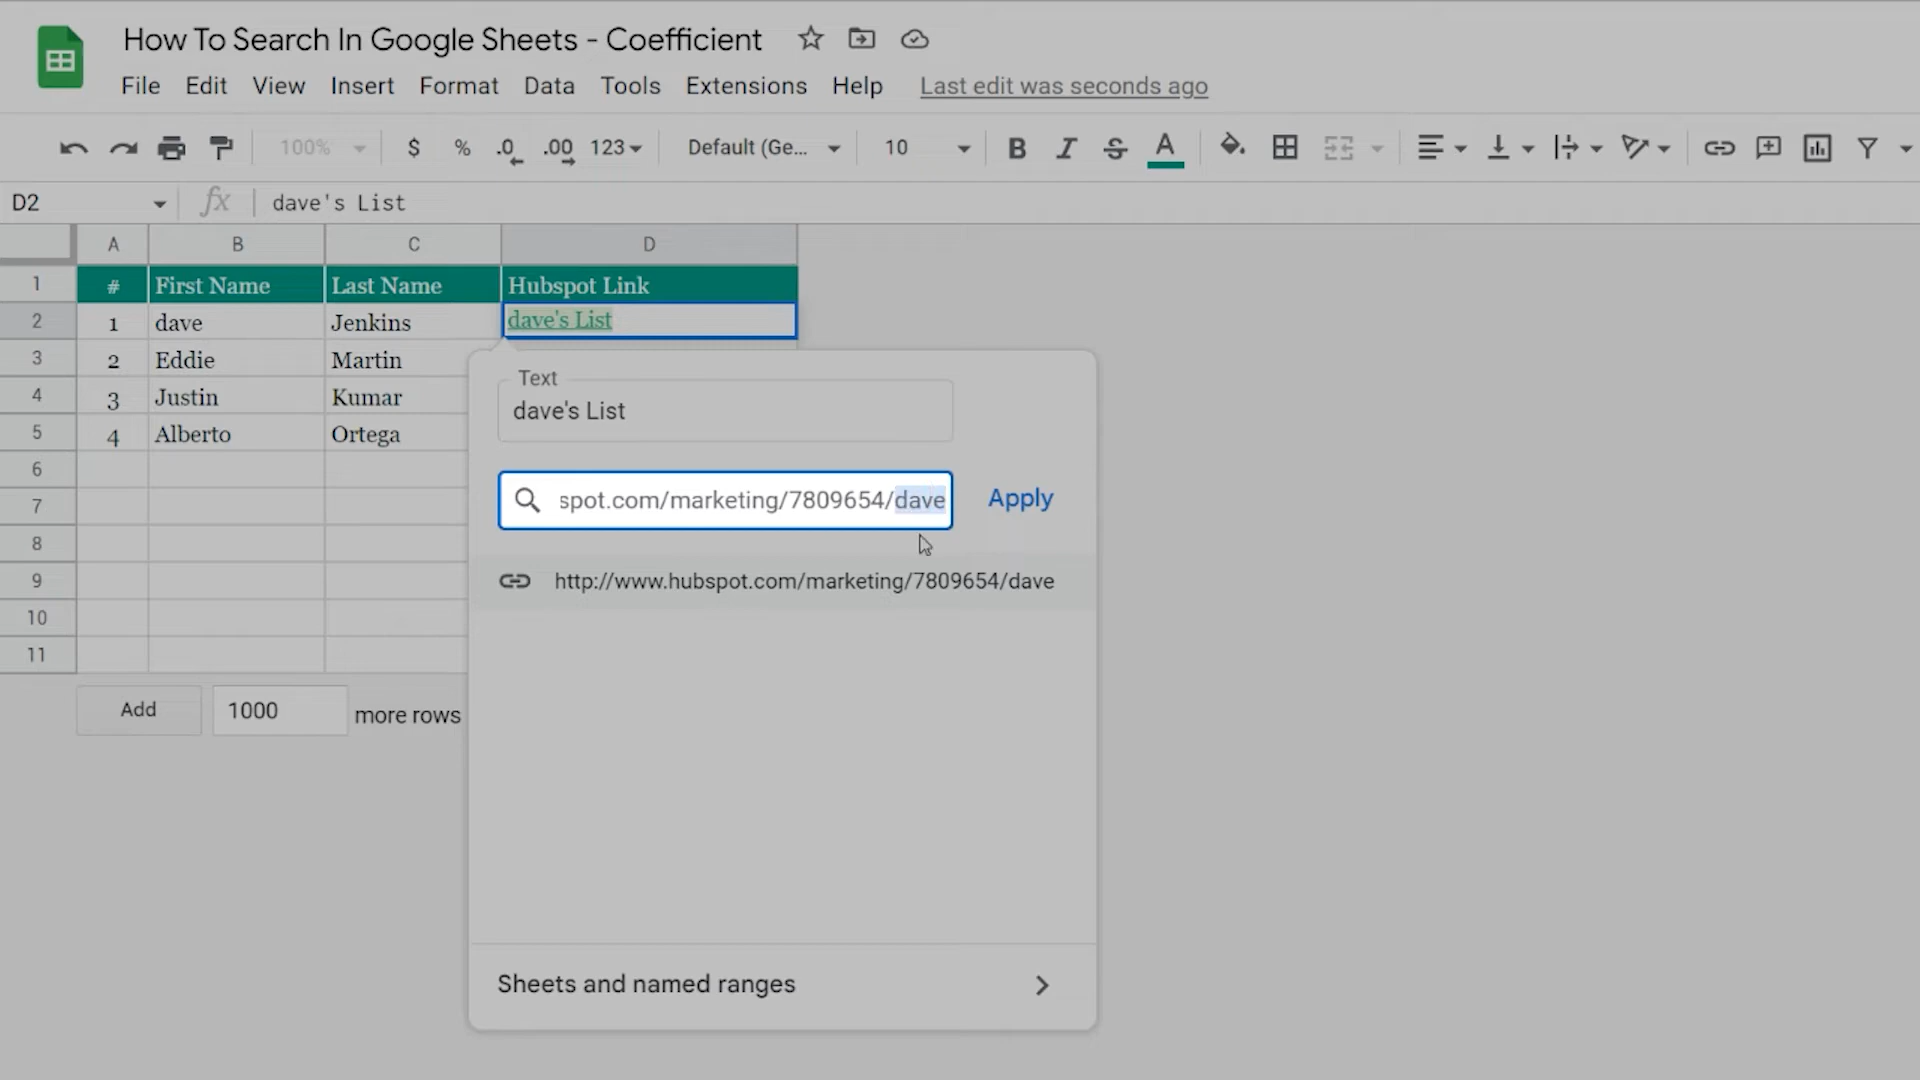 How To Search In Google Sheets - Coefficient
File Edit View Insert Format Data Tools Extensions Help Last edit was seconds ago
100% $ % .0 .00 123 Default (Ge... 10 B I S A
D2 fx dave's List
A B C D
1 # First Name Last Name Hubspot Link
2 1 dave Jenkins dave's List
3 2 Eddie Martin
4 3 Justin Kumar
5 4 Alberto Ortega
6
7
8
9
10
11
Add 1000 more rows
Text
dave's List
spot.com/marketing/7809654/dave Apply
http://www.hubspot.com/marketing/7809654/dave
Sheets and named ranges